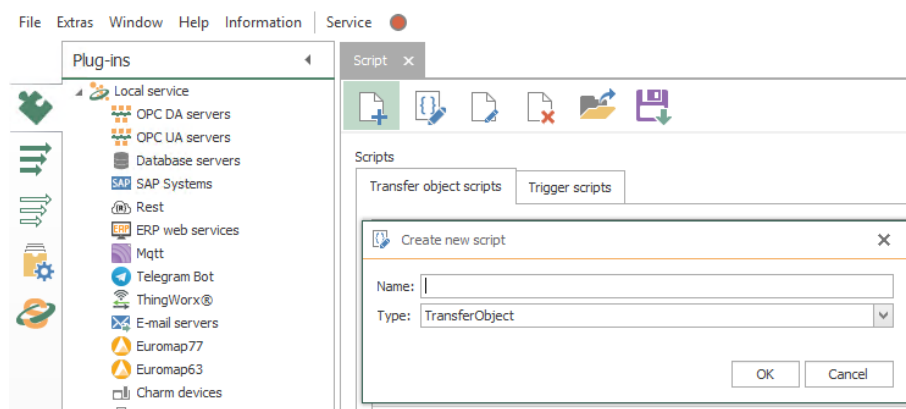 File Extras Window Help Information Service
Plug-ins
Script
Local service
OPC DA servers
OPC UA servers
Database servers
SAP SAP Systems
Rest
ERP ERP web services
Mqtt
Telegram Bot
ThingWorx®
E-mail servers
Euromap77
Euromap63
Charm devices
Scripts
Transfer object scripts Trigger scripts
Create new script
Name:
Type: TransferObject
OK Cancel